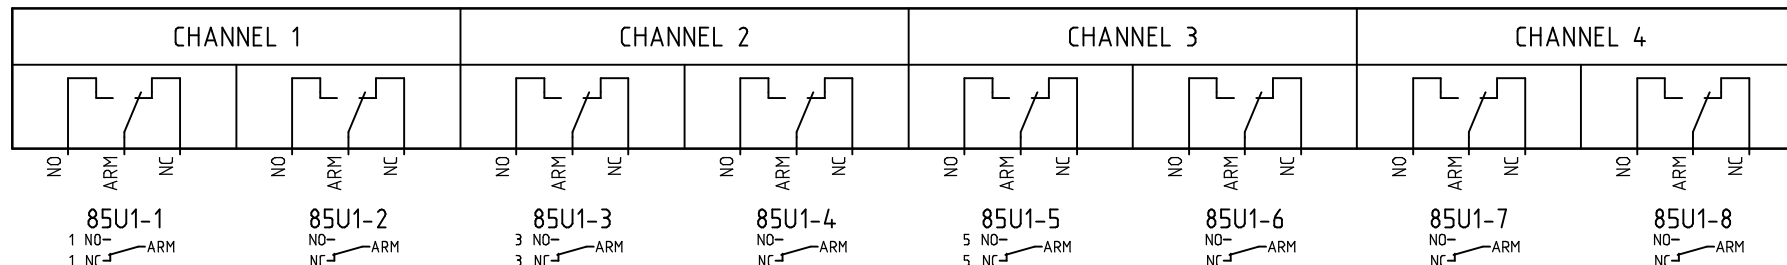 CHANNEL 1 CHANNEL 2 CHANNEL 3 CHANNEL 4
NO ARM NC NO ARM NC NO ARM NC NO ARM NC NO ARM NC NO ARM NC NO ARM NC NO ARM NC
85U1-1 85U1-2 85U1-3 85U1-4 85U1-5 85U1-6 85U1-7 85U1-8
1 NO ARM NO ARM 3 NO ARM NO ARM 5 NO ARM NO ARM NO ARM NO ARM
1 NC NC 3 NC NC 5 NC NC NC NC